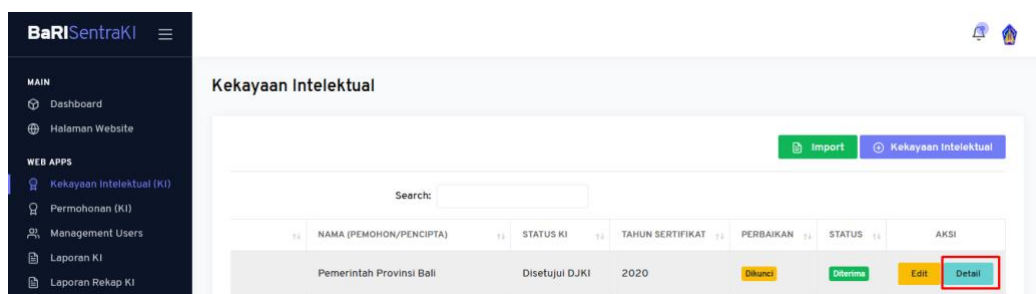 BaRISentraKI
MAIN
Dashboard
Halaman Website
WEB APPS
Kekayaan Intelektual (KI)
Permohonan (KI)
Management Users
Laporan KI
Laporan Rekap KI
Kekayaan Intelektual
Import
Kekayaan Intelektual
Search:
NAMA (PEMOHON/PENCIPTA) STATUS KI TAHUN SERTIFIKAT PERBAIKAN STATUS AKSI
Pemerintah Provinsi Bali Disetujui DJKI 2020 Dikunci Diterima Edit Detail